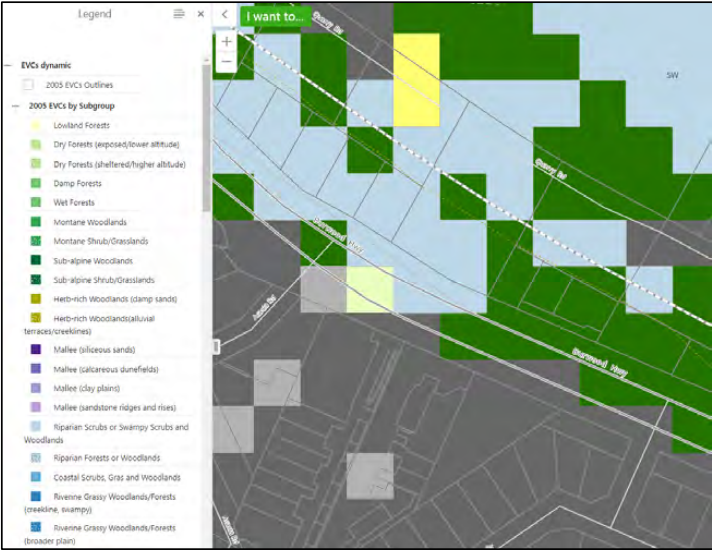 Legend
I want to...
EVCs dynamic
2005 EVCs Outlines
2005 EVCs by Subgroup
Lowland Forests
Dry Forests (exposed/lower altitude)
Dry Forests (sheltered/higher altitude)
Damp Forests
Wet Forests
Montane Woodlands
Montane Shrub/Grasslands
Sub-alpine Woodlands
Sub-alpine Shrub/Grasslands
Herb-rich Woodlands (damp sands)
Herb-rich Woodlands(alluvial
terraces/creeklines)
Mallee (siliceous sands)
Mallee (calcareous dunefields)
Mallee (clay plains)
Mallee (sandstone ridges and rises)
Riparian Scrubs or Swampy Scrubs and
Woodlands
Riparian Forests or Woodlands
Coastal Scrubs, Gras and Woodlands
Riverine Grassy Woodlands/Forests
(creekline, swampy)
Riverine Grassy Woodlands/Forests
(broader plain)
Quarry Rd
SW
Quarry Rd
Burwood Hwy
Burwood Hwy